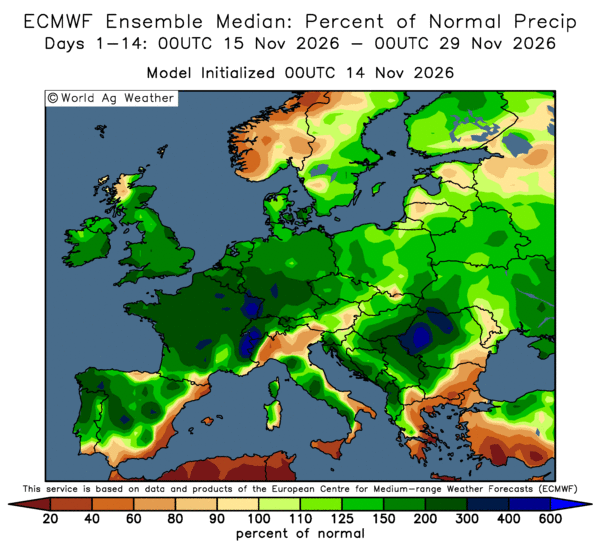 ECMWF Ensemble Median: Percent of Normal Precip
Days 1-14: 00UTC 15 Nov 2026 - 00UTC 29 Nov 2026
Model Initialized 00UTC 14 Nov 2026
©World Ag Weather
This service is based on data and products of the European Centre for Medium-range Weather Forecasts (ECMWF)
20 40 60 80 90 100 110 125 150 200 300 400 600
percent of normal